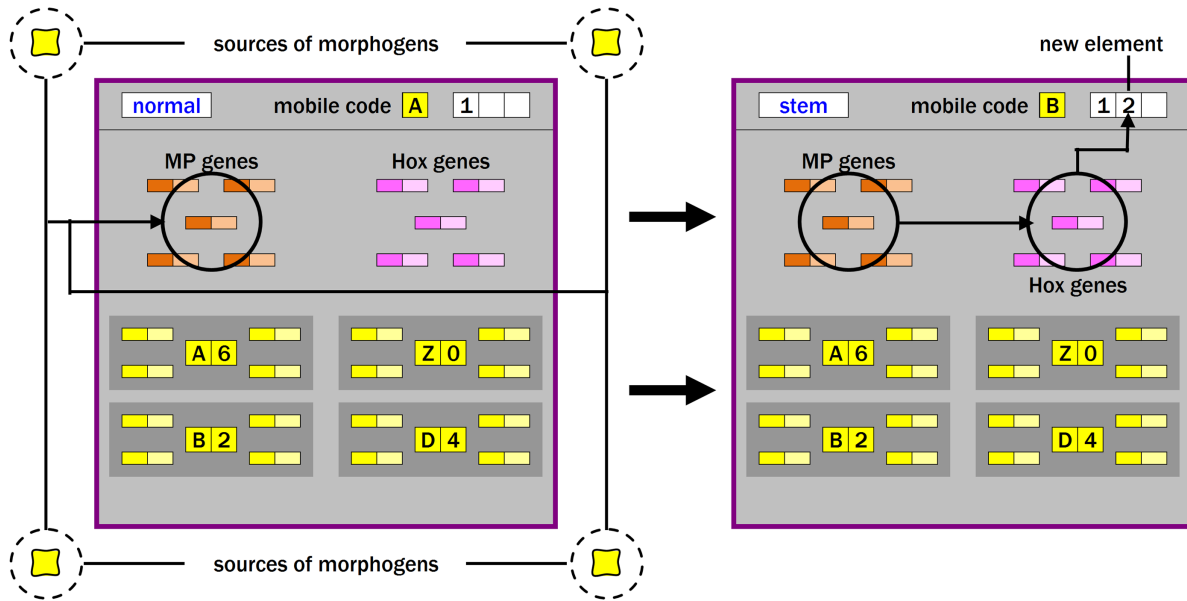 sources of morphogens
new element
normal mobile code A 1
stem mobile code B 1 2
MP genes Hox genes
MP genes
Hox genes
A 6 Z 0
B 2 D 4
A 6 Z 0
B 2 D 4
sources of morphogens